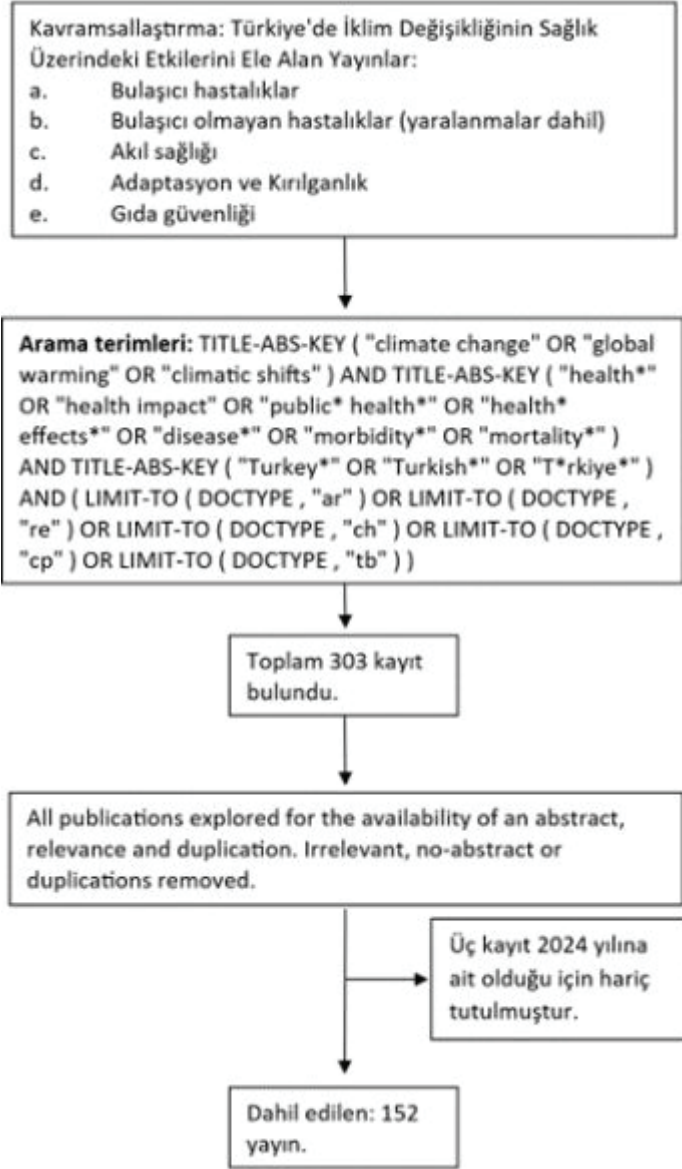 Kavramsallaştırma: Türkiye'de İklim Değişikliğinin Sağlık
Üzerindeki Etkilerini Ele Alan Yayınlar:
a. Bulaşıcı hastalıklar
b. Bulaşıcı olmayan hastalıklar (yaralanmalar dahil)
c. Akıl sağlığı
d. Adaptasyon ve Kırılganlık
e. Gıda güvenliği
Arama terimleri: TITLE-ABS-KEY ( "climate change" OR "global
warming" OR "climatic shifts" ) AND TITLE-ABS-KEY ( "health*"
OR "health impact" OR "public* health*" OR "health*
effects*" OR "disease*" OR "morbidity*" OR "mortality*" )
AND TITLE-ABS-KEY ( "Turkey*" OR "Turkish*" OR "T*rkiye*" )
AND ( LIMIT-TO ( DOCTYPE , "ar" ) OR LIMIT-TO ( DOCTYPE ,
"re" ) OR LIMIT-TO ( DOCTYPE , "ch" ) OR LIMIT-TO ( DOCTYPE ,
"cp" ) OR LIMIT-TO ( DOCTYPE , "tb" ) )
Toplam 303 kayıt
bulundu.
All publications explored for the availability of an abstract,
relevance and duplication. Irrelevant, no-abstract or
duplications removed.
Üç kayıt 2024 yılına
ait olduğu için hariç
tutulmuştur.
Dahil edilen: 152
yayın.